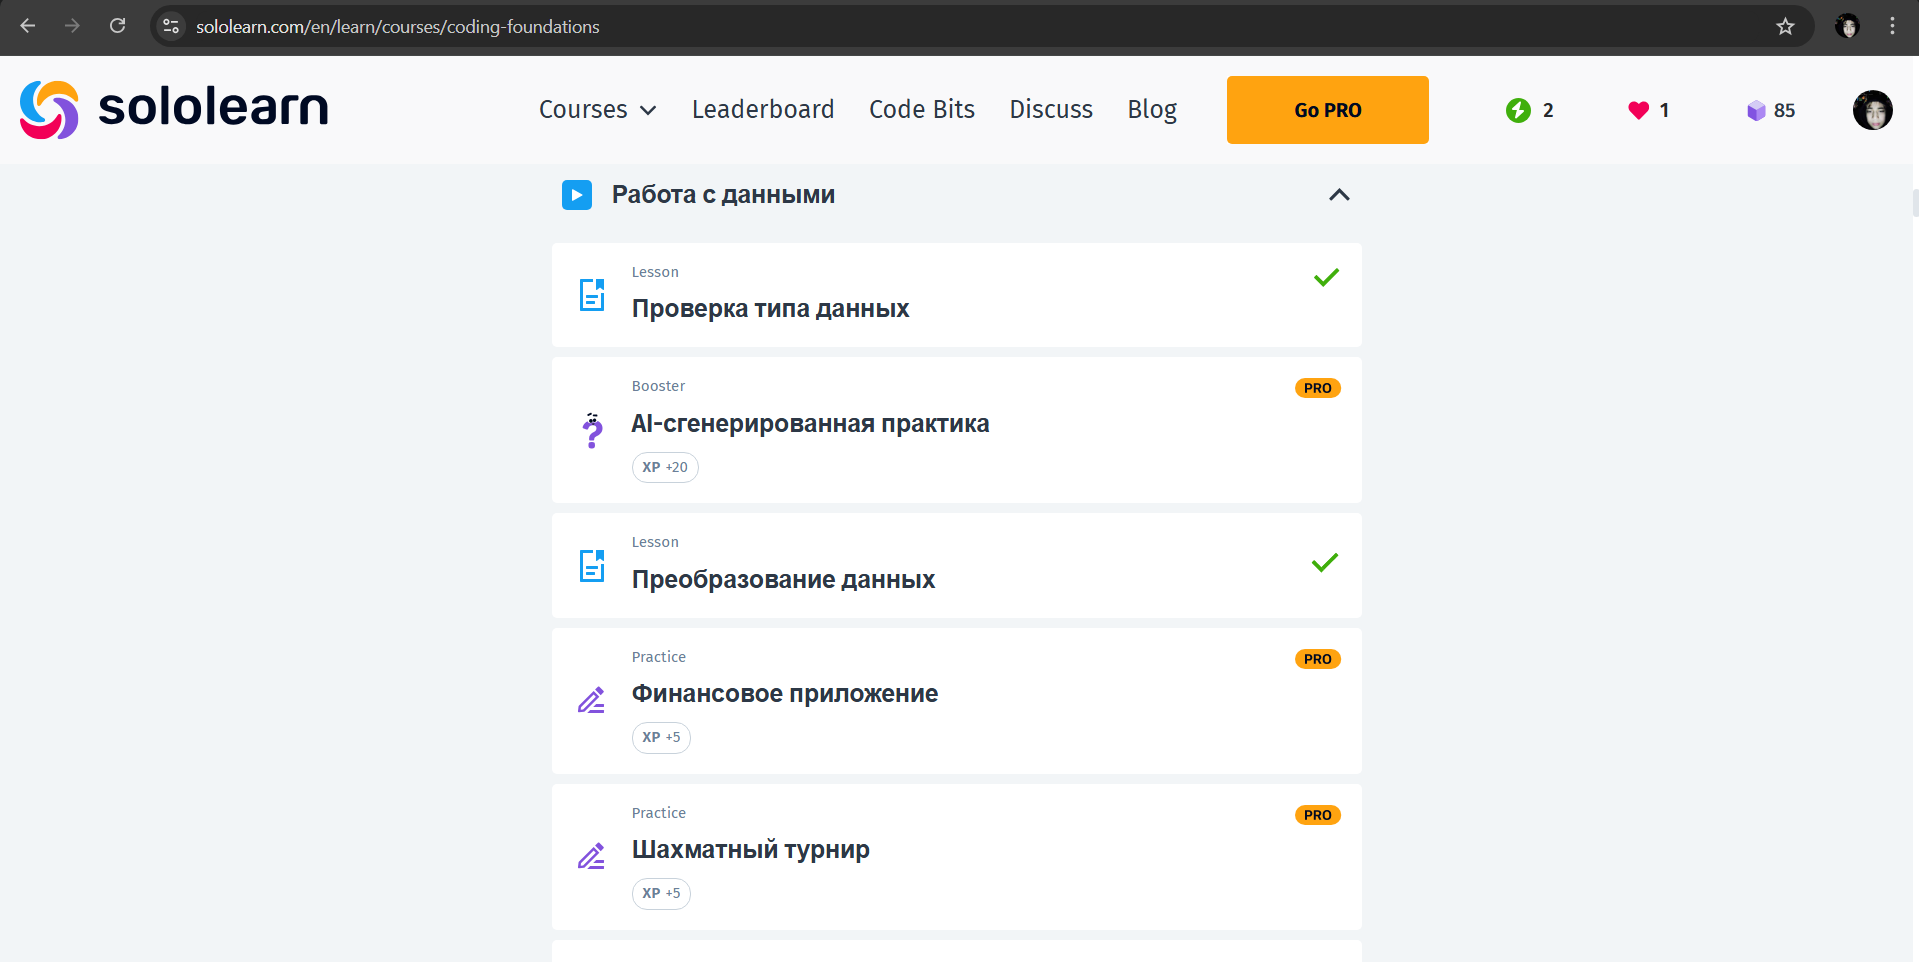 sololearn.com/en/learn/courses/coding-foundations
sololearn
Courses
Leaderboard
Code Bits
Discuss
Blog
Go PRO
2
1
85
Работа с данными
Lesson
Проверка типа данных
Booster
PRO
AI-сгенерированная практика
XP +20
Lesson
Преобразование данных
Practice
PRO
Финансовое приложение
XP +5
Practice
PRO
Шахматный турнир
XP +5